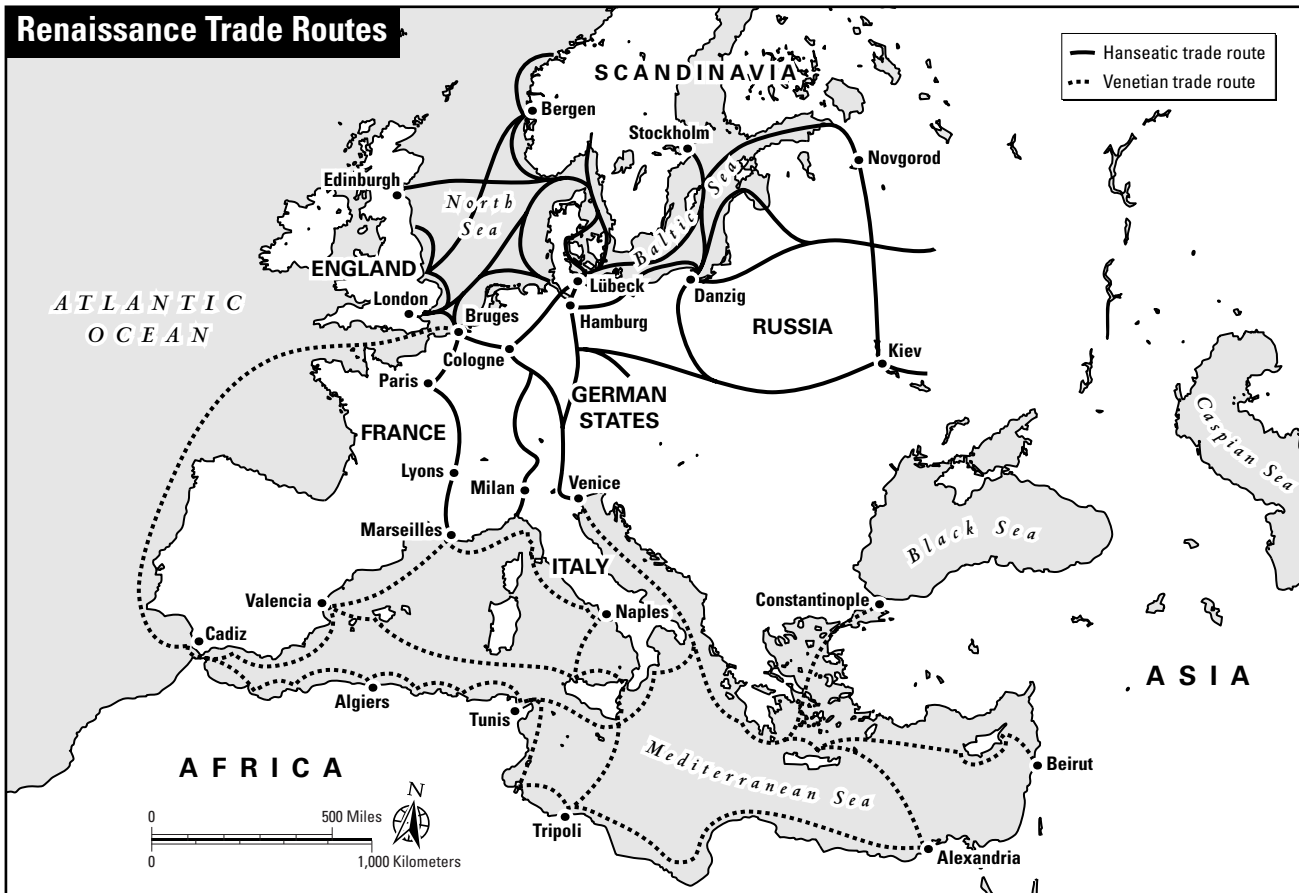 Renaissance Trade Routes
Hanseatic trade route
Venetian trade route
SCANDINAVIA
Bergen
Stockholm
Novgorod
Edinburgh
North
Sea
Baltic Sea
ENGLAND
London
Lübeck
Danzig
Hamburg
ATLANTIC
OCEAN
Bruges
RUSSIA
Cologne
Kiev
Paris
GERMAN
STATES
FRANCE
Caspian Sea
Lyons
Milan
Venice
Marseilles
Black Sea
ITALY
Valencia
Naples
Constantinople
Cadiz
ASIA
Algiers
Tunis
Mediterranean Sea
AFRICA
Beirut
N
0
500 Miles
0
1,000 Kilometers
Tripoli
Alexandria